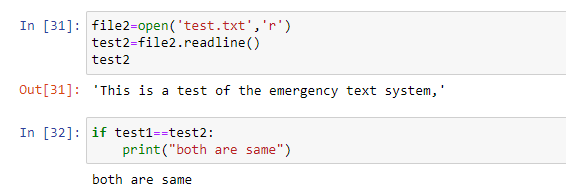 In [31]: file2=open('test.txt','r')
test2=file2.readline()
test2
Out[31]: 'This is a test of the emergency text system,'
In [32]: if test1==test2:
    print("both are same")
both are same